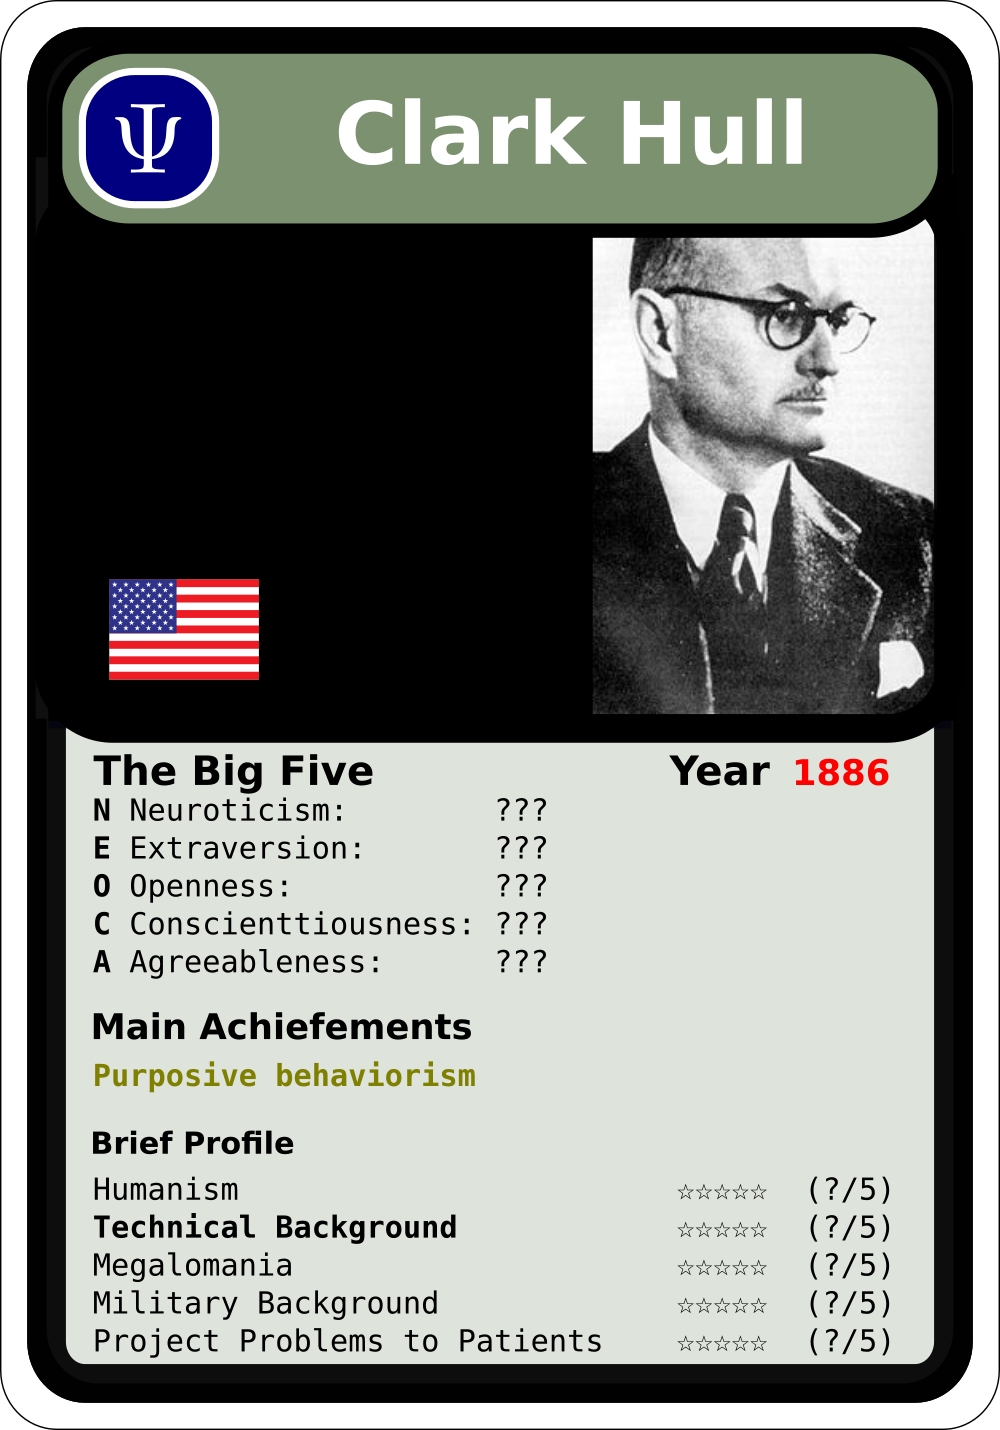 Ψ Clark Hull
The Big Five Year 1886
N Neuroticism: ???
E Extraversion: ???
O Openness: ???
C Conscienttiousness: ???
A Agreeableness: ???
Main Achiefements
Purposive behaviorism
Brief Profile
Humanism ☆☆☆☆☆ (?/5)
Technical Background ☆☆☆☆☆ (?/5)
Megalomania ☆☆☆☆☆ (?/5)
Military Background ☆☆☆☆☆ (?/5)
Project Problems to Patients ☆☆☆☆☆ (?/5)